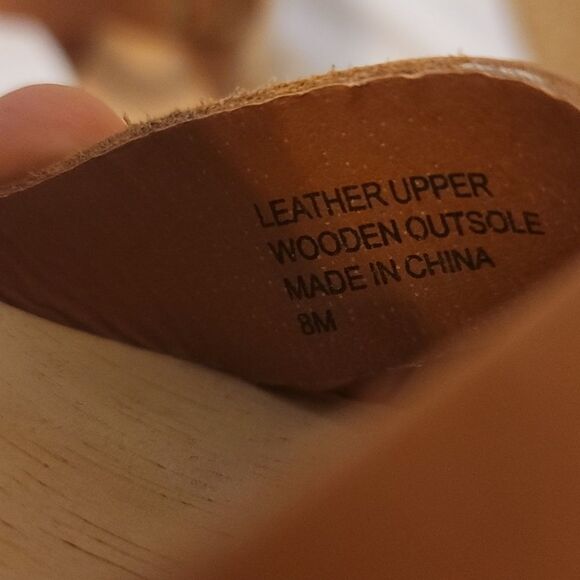 LEATHER UPPER
WOODEN OUTSOLE
MADE IN CHINA
8M